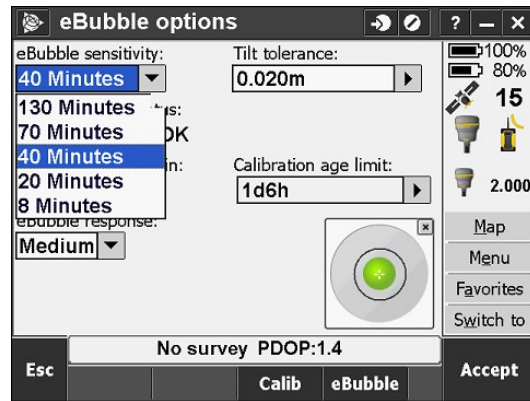 eBubble options
? – ×
eBubble sensitivity:
Tilt tolerance:
100%
80%
40 Minutes
0.020m
15
130 Minutes
70 Minutes
OK
40 Minutes
Calibration age limit:
20 Minutes
1d6h
2.000
8 Minutes
eBubble response:
Medium
Map
Menu
Favorites
Switch to
No survey PDOP:1.4
Esc
Calib
eBubble
Accept